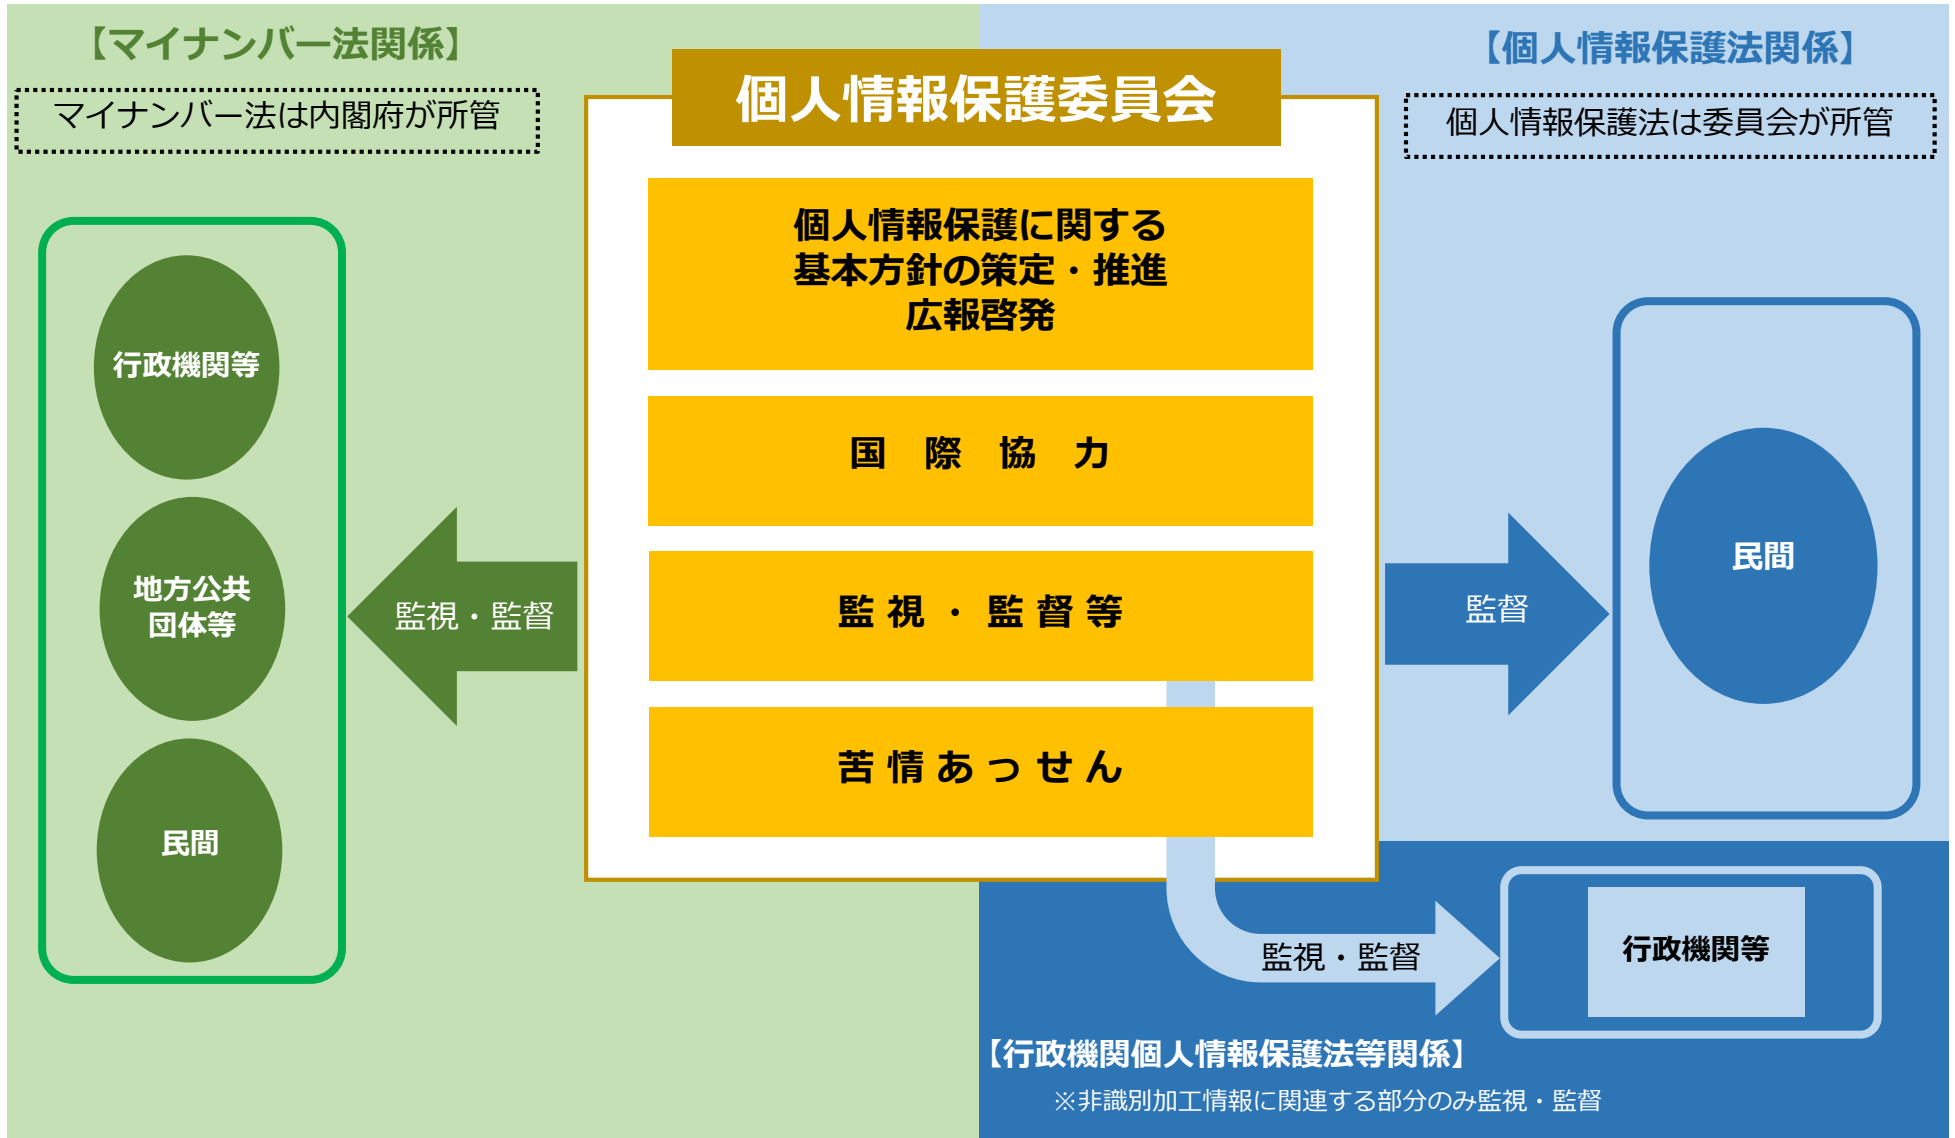 【マイナンバー法関係】
マイナンバー法は内閣府が所管
行政機関等
地方公共
団体等
民間
監視・監督
個人情報保護委員会
個人情報保護に関する
基本方針の策定・推進
広報啓発
国　際　協　力
監 視 ・ 監 督 等
苦 情 あ っ せ ん
【個人情報保護法関係】
個人情報保護法は委員会が所管
監督
民間
監視・監督
行政機関等
【行政機関個人情報保護法等関係】
※非識別加工情報に関連する部分のみ監視・監督